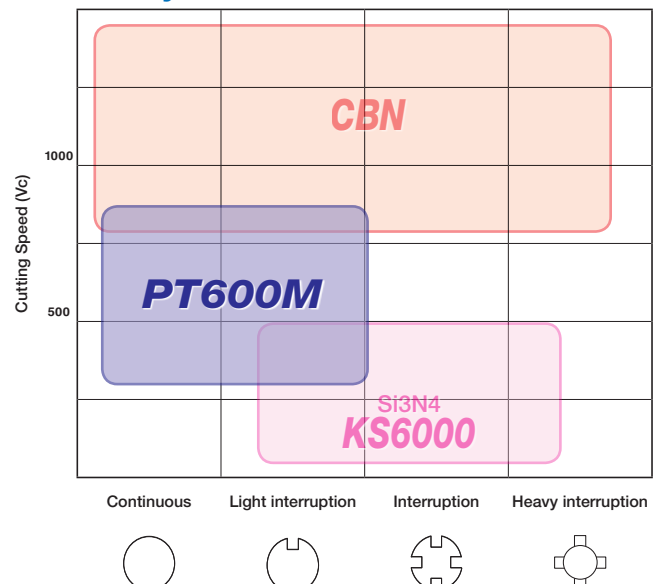 CBN
1000
Cutting Speed (Vc)
PT600M
500
Si3N4
KS6000
Continuous Light interruption Interruption Heavy interruption